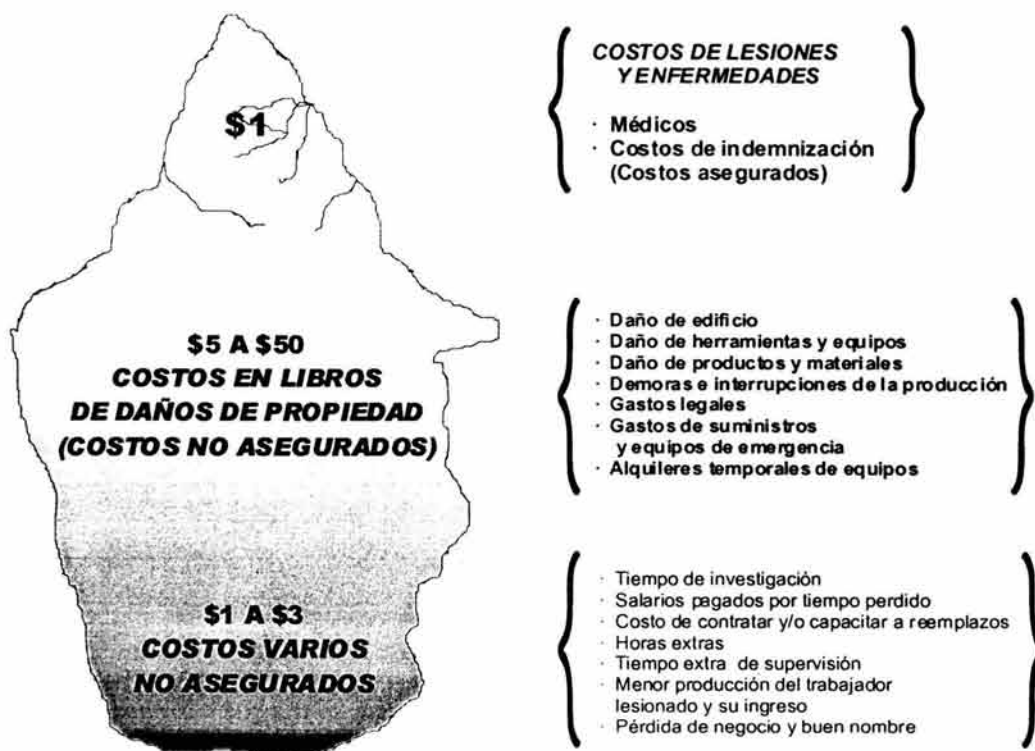 $1
COSTOS DE LESIONES
Y ENFERMEDADES
· Médicos
· Costos de indemnización
(Costos asegurados)
$5 A $50
COSTOS EN LIBROS
DE DAÑOS DE PROPIEDAD
(COSTOS NO ASEGURADOS)
· Daño de edificio
· Daño de herramientas y equipos
· Daño de productos y materiales
· Demoras e interrupciones de la producción
· Gastos legales
· Gastos de suministros
y equipos de emergencia
· Alquileres temporales de equipos
$1 A $3
COSTOS VARIOS
NO ASEGURADOS
· Tiempo de investigación
· Salarios pagados por tiempo perdido
· Costo de contratar y/o capacitar a reemplazos
· Horas extras
· Tiempo extra de supervisión
· Menor producción del trabajador
lesionado y su ingreso
· Pérdida de negocio y buen nombre